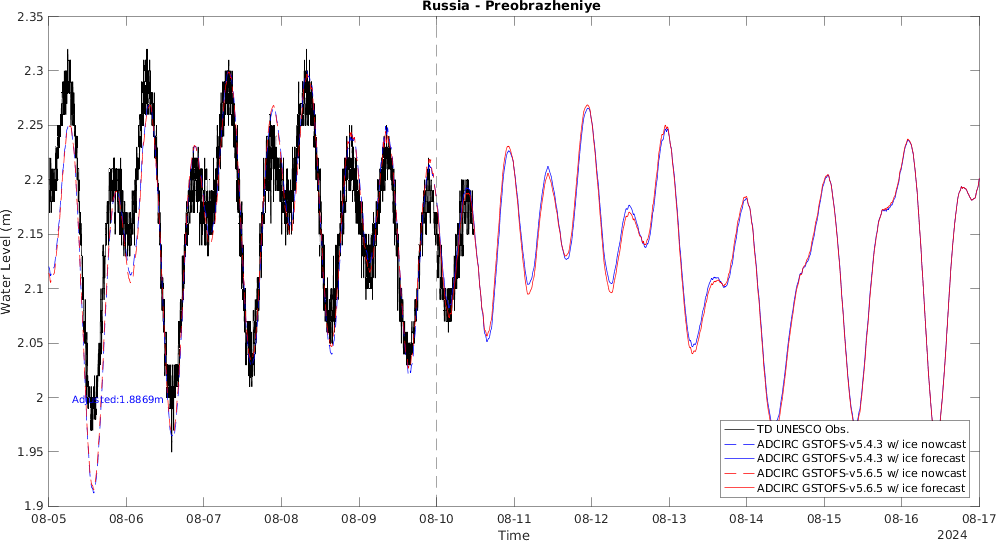 Russia - Preobrazheniye
2.35
2.3
2.25
2.2
2.15
2.1
2.05
2
1.95
1.9
Water Level (m)
Adjusted:1.8869m
TD UNESCO Obs.
ADCIRC GSTOFS-v5.4.3 w/ ice nowcast
ADCIRC GSTOFS-v5.4.3 w/ ice forecast
ADCIRC GSTOFS-v5.6.5 w/ ice nowcast
ADCIRC GSTOFS-v5.6.5 w/ ice forecast
08-05 08-06 08-07 08-08 08-09 08-10 08-11 08-12 08-13 08-14 08-15 08-16 08-17
Time
2024